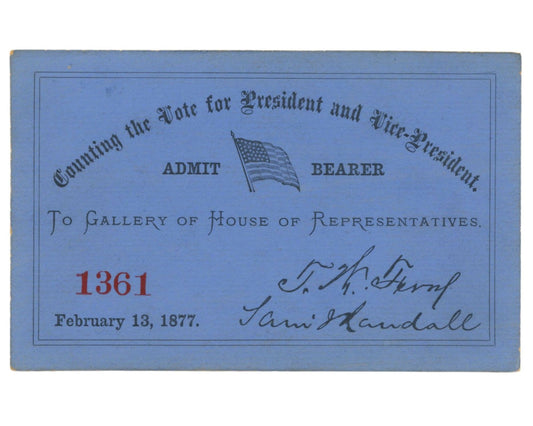 Counting the Vote for President and Vice-President.
ADMIT BEARER
TO GALLERY OF HOUSE OF REPRESENTATIVES.
1361
February 13, 1877.
T. W. Ferry
Sam J Randall